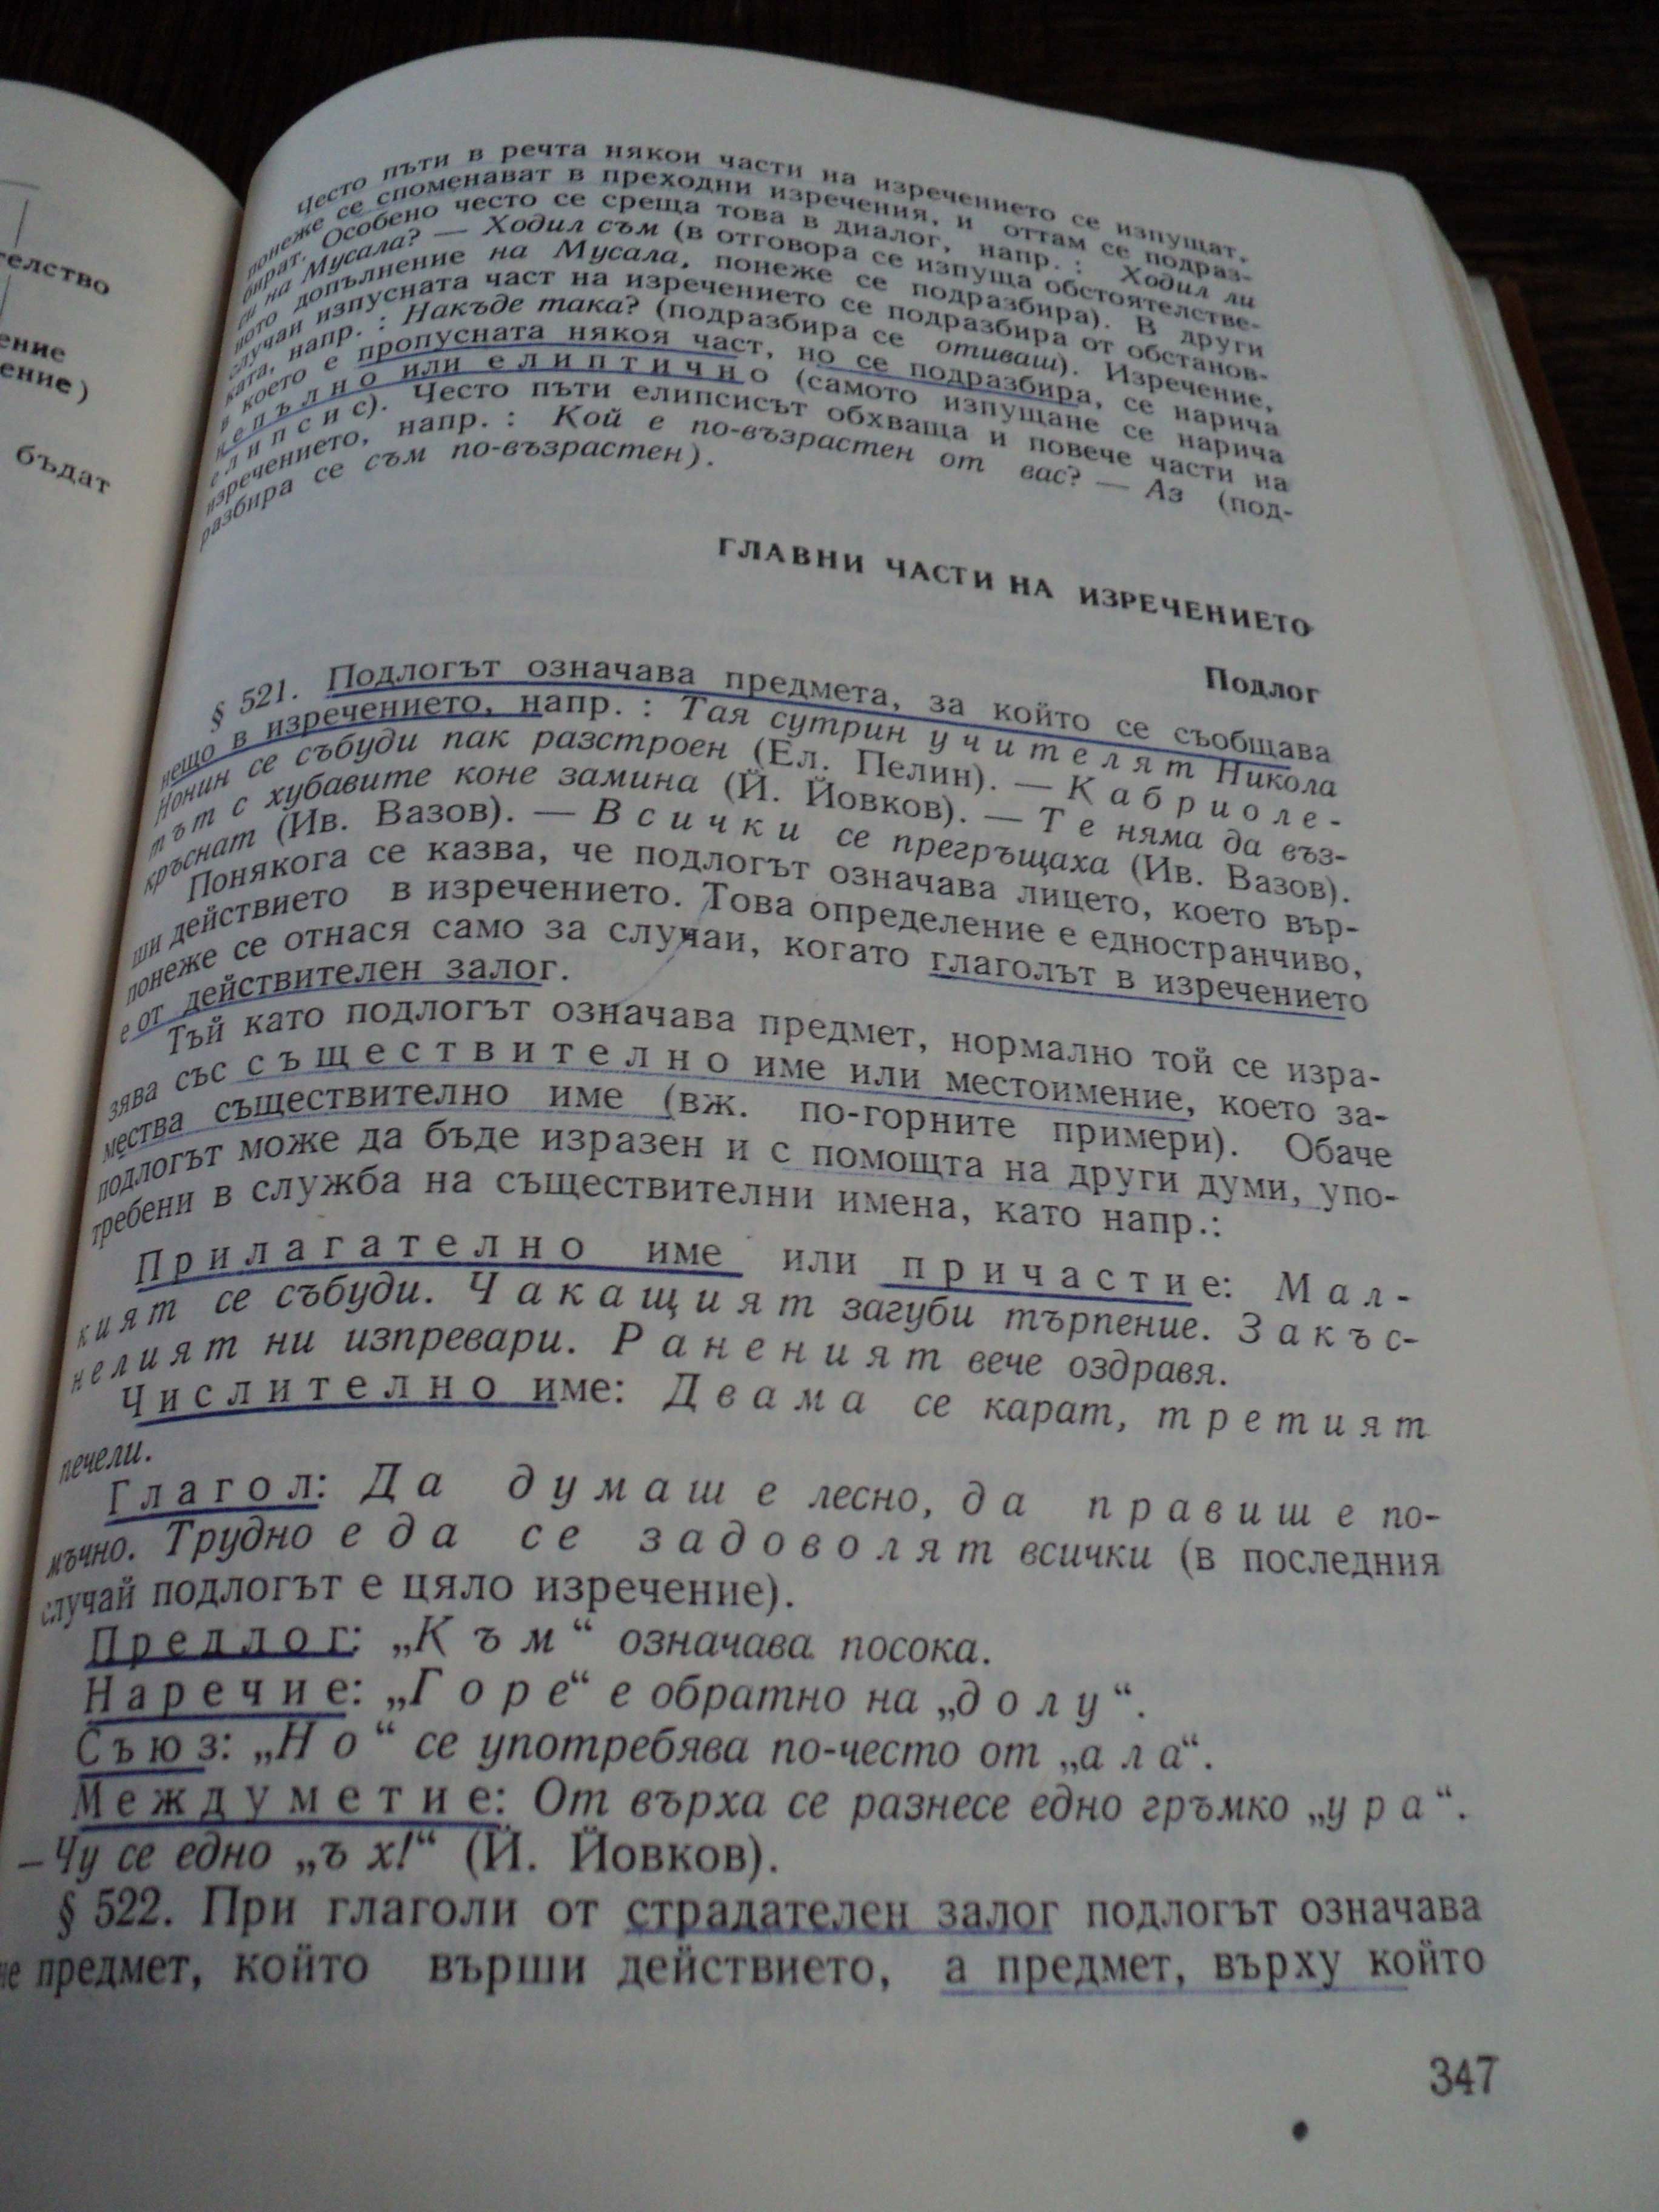 елство
ение
ение)
бъдат
Често пъти в речта някои части на изречението се изпущат,
понеже се споменават в преходни изречения, и оттам се подраз-
бират. Особено често се среща това в диалог, напр. : Ходил ли
си на Мусала? — Ходил съм (в отговора се изпуща обстоятелстве-
ното допълнение на Мусала, понеже се подразбира). В други
случаи изпусната част на изречението се подразбира от обстанов-
ката, напр. : Накъде така? (подразбира се отиваш). Изречение,
в което е пропусната някоя част, но се подразбира, се нарича
непълно или елиптично (самото изпущане се нарича
елипсис). Често пъти елипсисът обхваща и повече части на
изречението, напр. : Кой е по-възрастен от вас? — Аз (под-
разбира се съм по-възрастен).
ГЛАВНИ ЧАСТИ НА ИЗРЕЧЕНИЕТО
Подлог
§ 521. Подлогът означава предмета, за който се съобщава
нещо в изречението, напр. : Тая сутрин учителят Никола
Нонин се събуди пак разстроен (Ел. Пелин). — Кабриоле-
тът с хубавите коне замина (Й. Йовков). — Те няма да въз-
кръснат (Ив. Вазов). — Всички се прегръщаха (Ив. Вазов).
Понякога се казва, че подлогът означава лицето, което вър-
ши действието в изречението. Това определение е едностранчиво,
понеже се отнася само за случаи, когато глаголът в изречението
е от действителен залог.
Тъй като подлогът означава предмет, нормално той се изра-
зява със съществително име или местоимение, което за-
мества съществително име (вж. по-горните примери). Обаче
подлогът може да бъде изразен и с помощта на други думи, упо-
требени в служба на съществителни имена, като напр.:
Прилагателно име или причастие: Мал-
кият се събуди. Чакащият загуби търпение. Закъс-
нелият ни изпревари. Раненият вече оздравя.
Числително име: Двама се карат, третият
печели.
Глагол: Да думаш е лесно, да правиш е по-
мъчно. Трудно е да се задоволят всички (в последния
случай подлогът е цяло изречение).
Предлог: „Към“ означава посока.
Наречие: „Горе“ е обратно на „долу“.
Съюз: „Но“ се употребява по-често от „ала“.
Междуметие: От върха се разнесе едно гръмко „ура“.
— Чу се едно „ъх!“ (Й. Йовков).
§ 522. При глаголи от страдателен залог подлогът означава
не предмет, който върши действието, а предмет, върху който
347